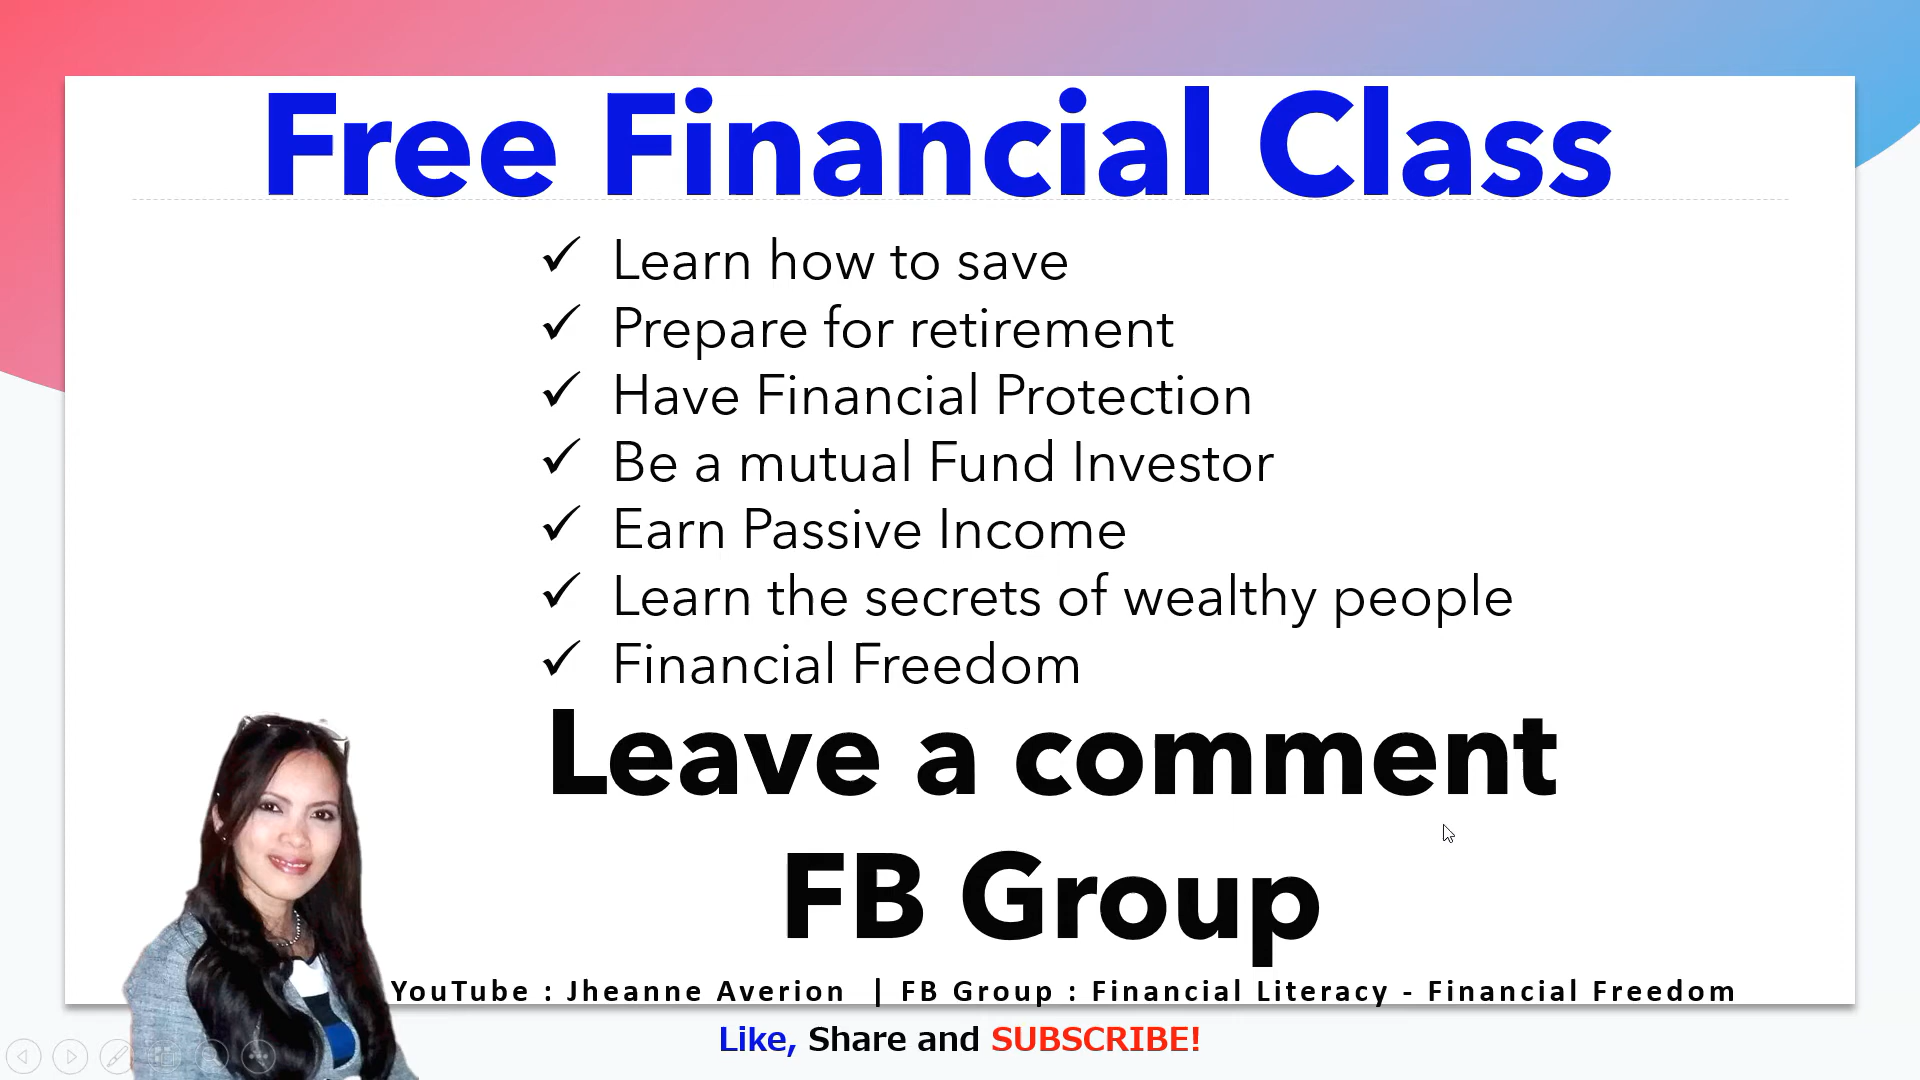 Free Financial Class
✓ Learn how to save
✓ Prepare for retirement
✓ Have Financial Protection
✓ Be a mutual Fund Investor
✓ Earn Passive Income
✓ Learn the secrets of wealthy people
✓ Financial Freedom
Leave a comment
FB Group
YouTube : Jheanne Averion | FB Group : Financial Literacy - Financial Freedom
Like, Share and SUBSCRIBE!